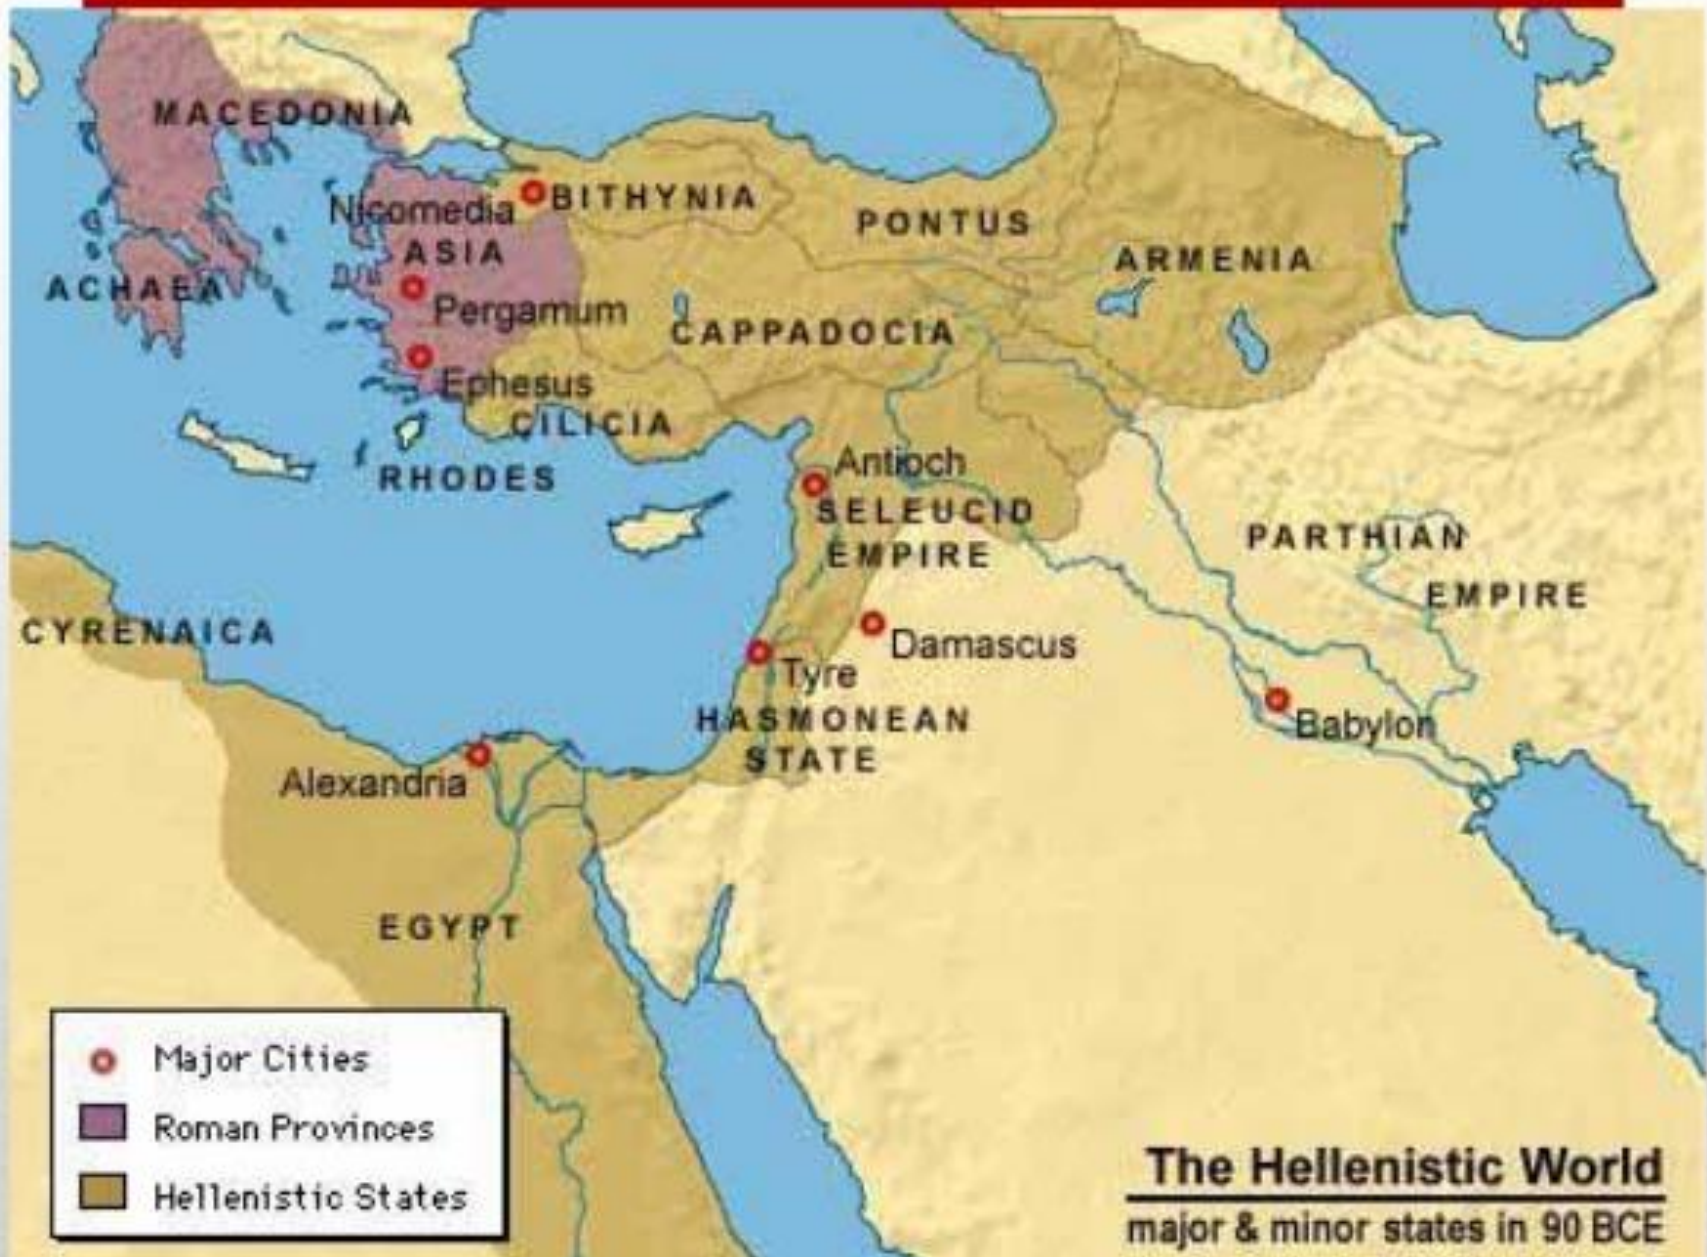 MACEDONIA
Nicomedia
BITHYNIA
PONTUS
ASIA
ARMENIA
ACHAEA
Pergamum
CAPPADOCIA
Ephesus
CILICIA
RHODES
Antioch
SELEUCID
EMPIRE
PARTHIAN
EMPIRE
CYRENAICA
Damascus
Tyre
HASMONEAN
STATE
Babylon
Alexandria
EGYPT
Major Cities
Roman Provinces
Hellenistic States
The Hellenistic World
major & minor states in 90 BCE